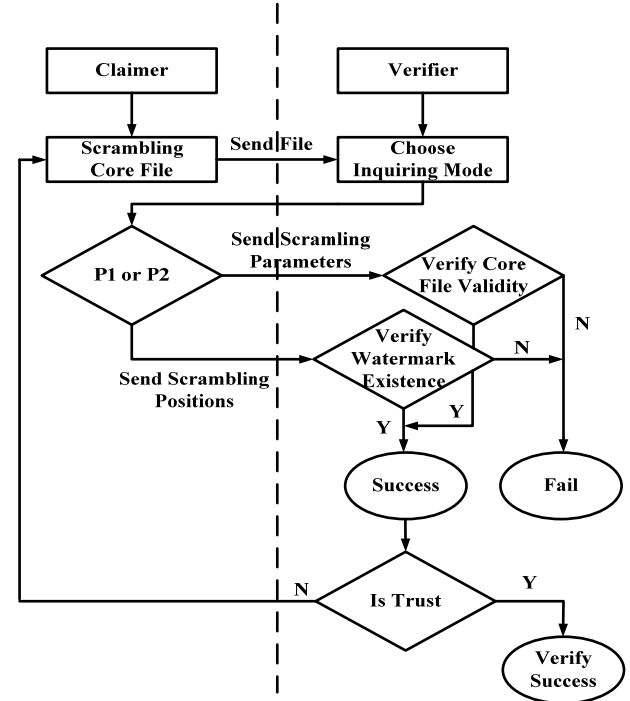 Claimer
Verifier
Scrambling
Core File
Send File
Choose
Inquiring Mode
Send Scramling
Parameters
P1 or P2
Verify Core
File Validity
N
Verify
Watermark
Existence
N
Send Scrambling
Positions
Y
Y
Success
Fail
N
Is Trust
Y
Verify
Success